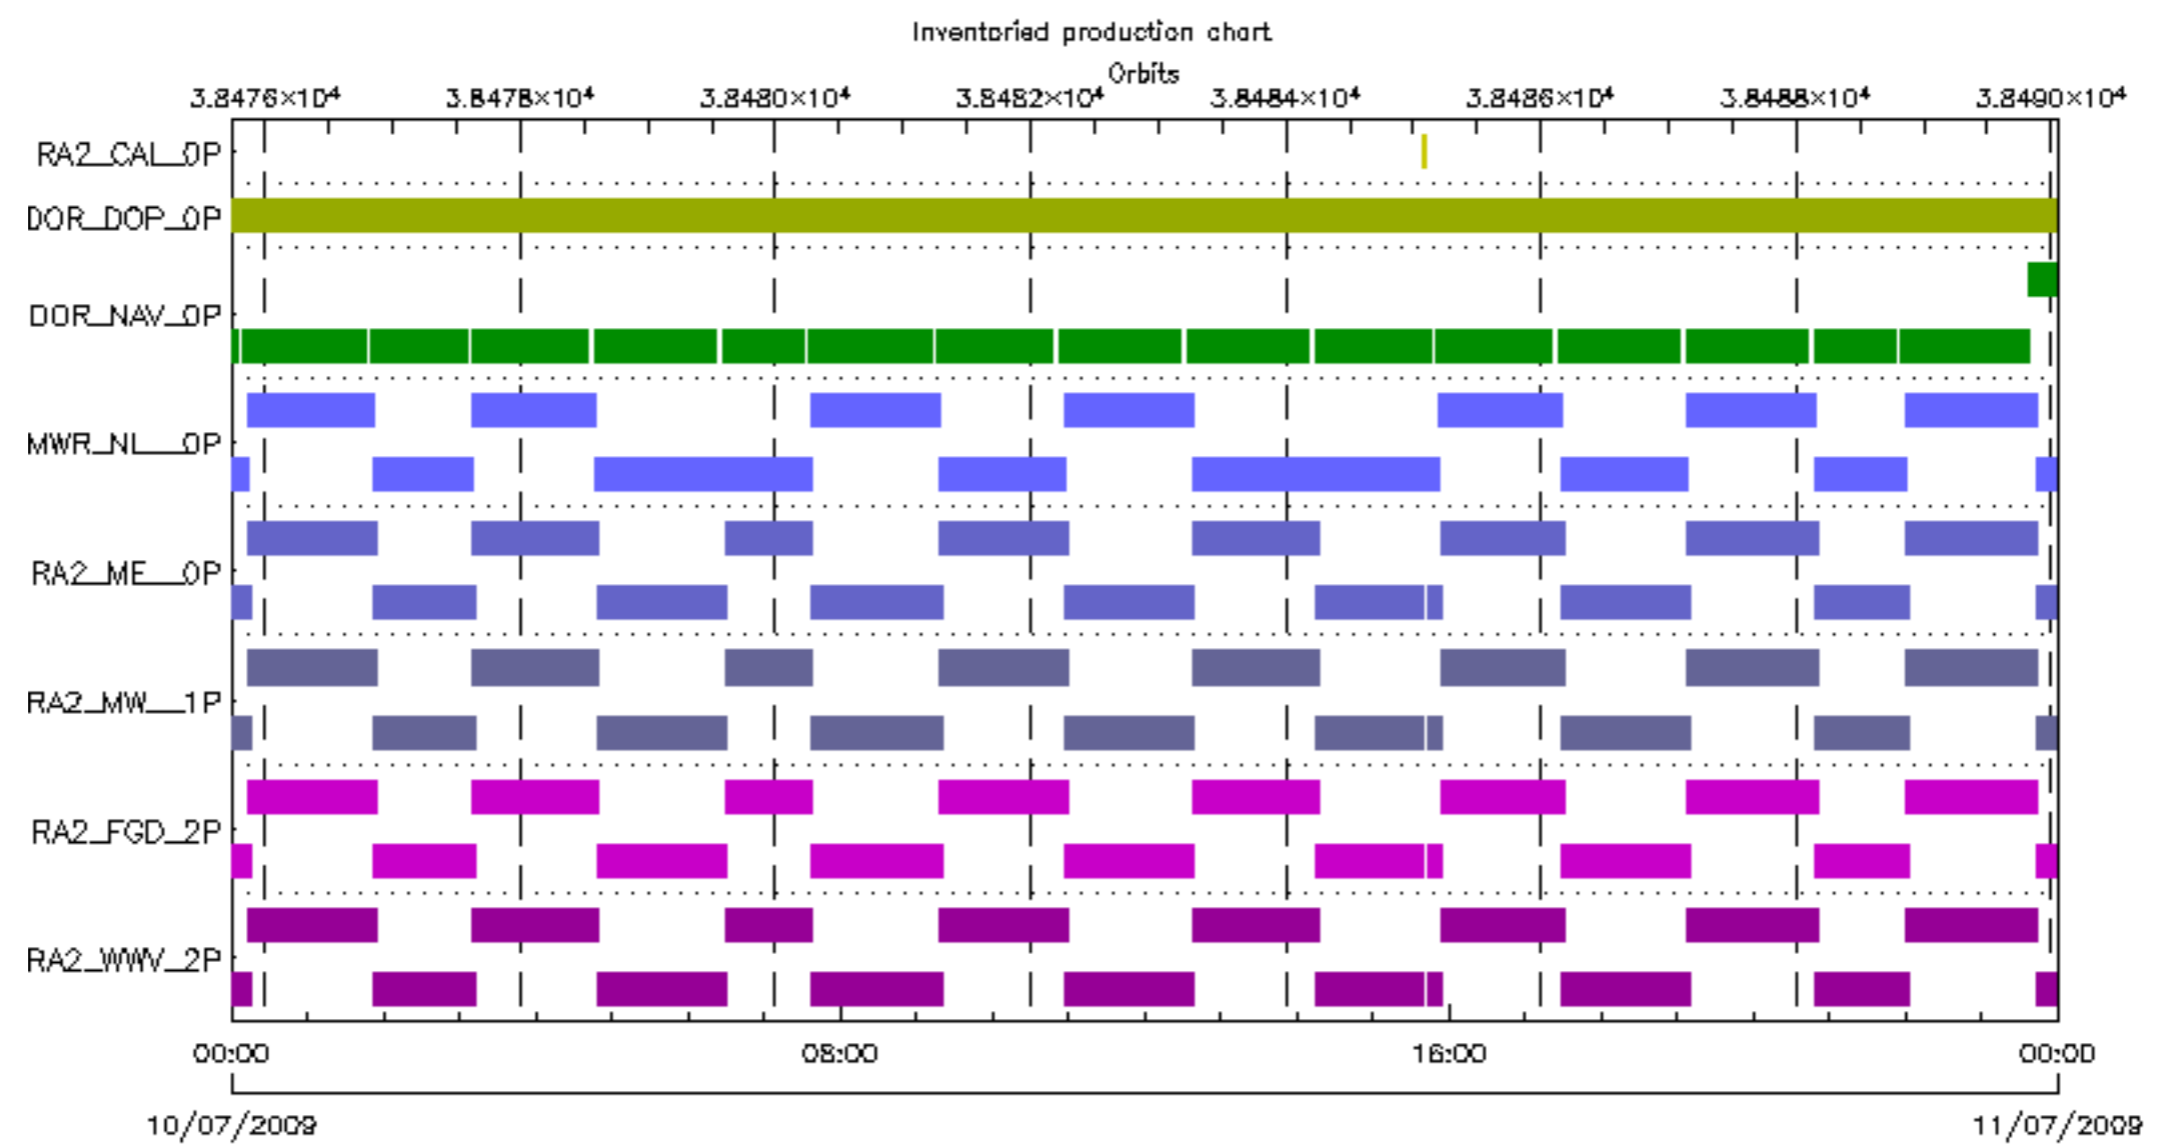 Inventoried production chart
Orbits
3.8476×10⁴ 3.8478×10⁴ 3.8480×10⁴ 3.8482×10⁴ 3.8484×10⁴ 3.8486×10⁴ 3.8488×10⁴ 3.8490×10⁴
RA2_CAL_0P
DOR_DOP_0P
DOR_NAV_0P
MWR_NL__0P
RA2_ME__0P
RA2_MW__1P
RA2_FGD_2P
RA2_WWV_2P
00:00 08:00 16:00 00:00
10/07/2009 11/07/2009